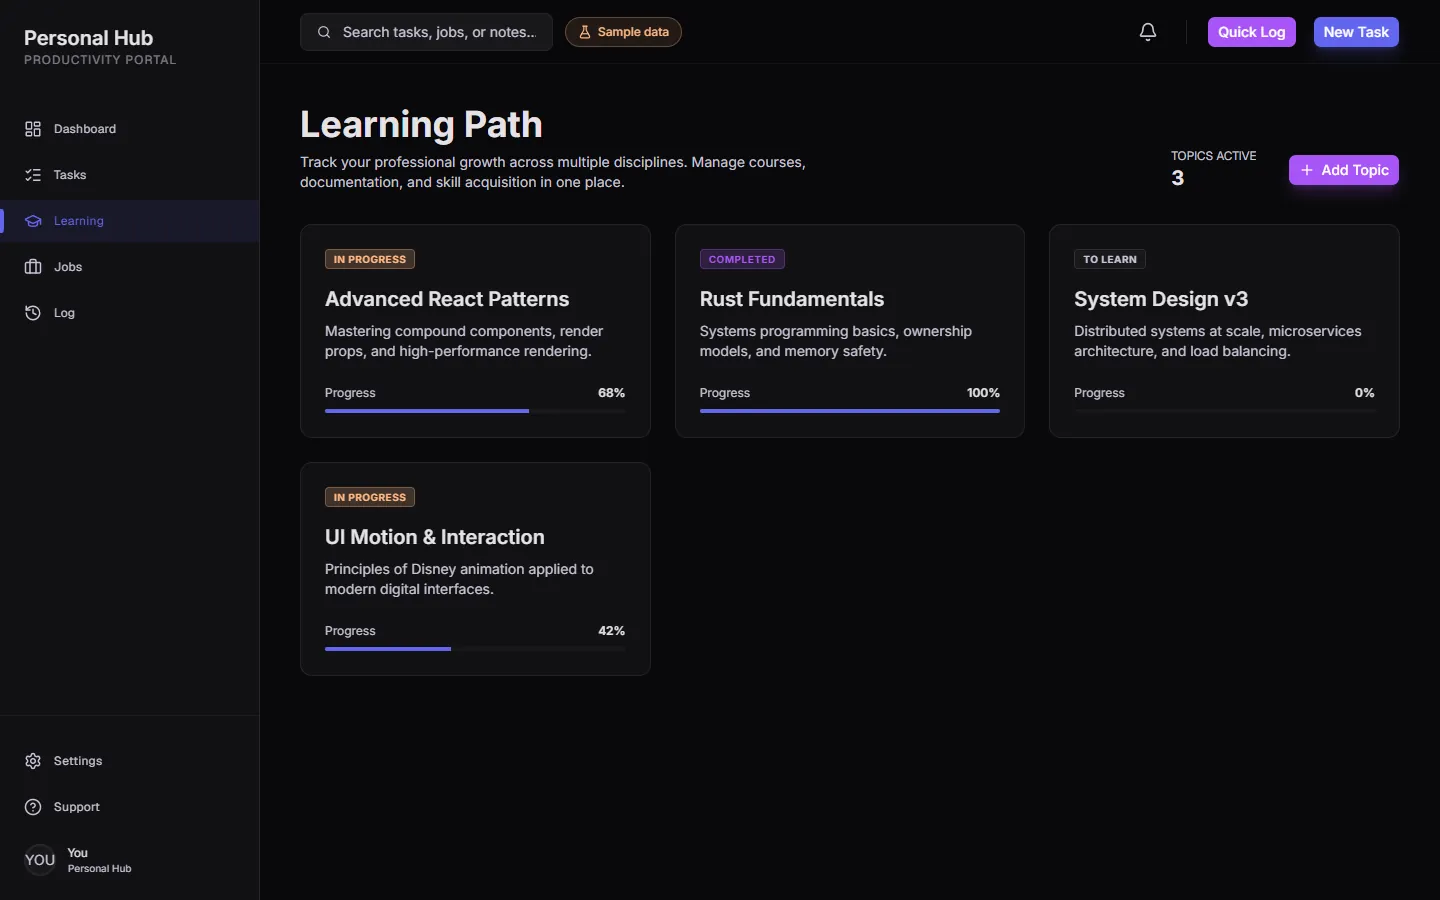 Personal Hub
PRODUCTIVITY PORTAL
Dashboard
Tasks
Learning
Jobs
Log
Settings
Support
YOU
You
Personal Hub
Search tasks, jobs, or notes...
Sample data
Quick Log
New Task
Learning Path
Track your professional growth across multiple disciplines. Manage courses,
documentation, and skill acquisition in one place.
TOPICS ACTIVE
3
Add Topic
IN PROGRESS
Advanced React Patterns
Mastering compound components, render
props, and high-performance rendering.
Progress 68%
COMPLETED
Rust Fundamentals
Systems programming basics, ownership
models, and memory safety.
Progress 100%
TO LEARN
System Design v3
Distributed systems at scale, microservices
architecture, and load balancing.
Progress 0%
IN PROGRESS
UI Motion & Interaction
Principles of Disney animation applied to
modern digital interfaces.
Progress 42%